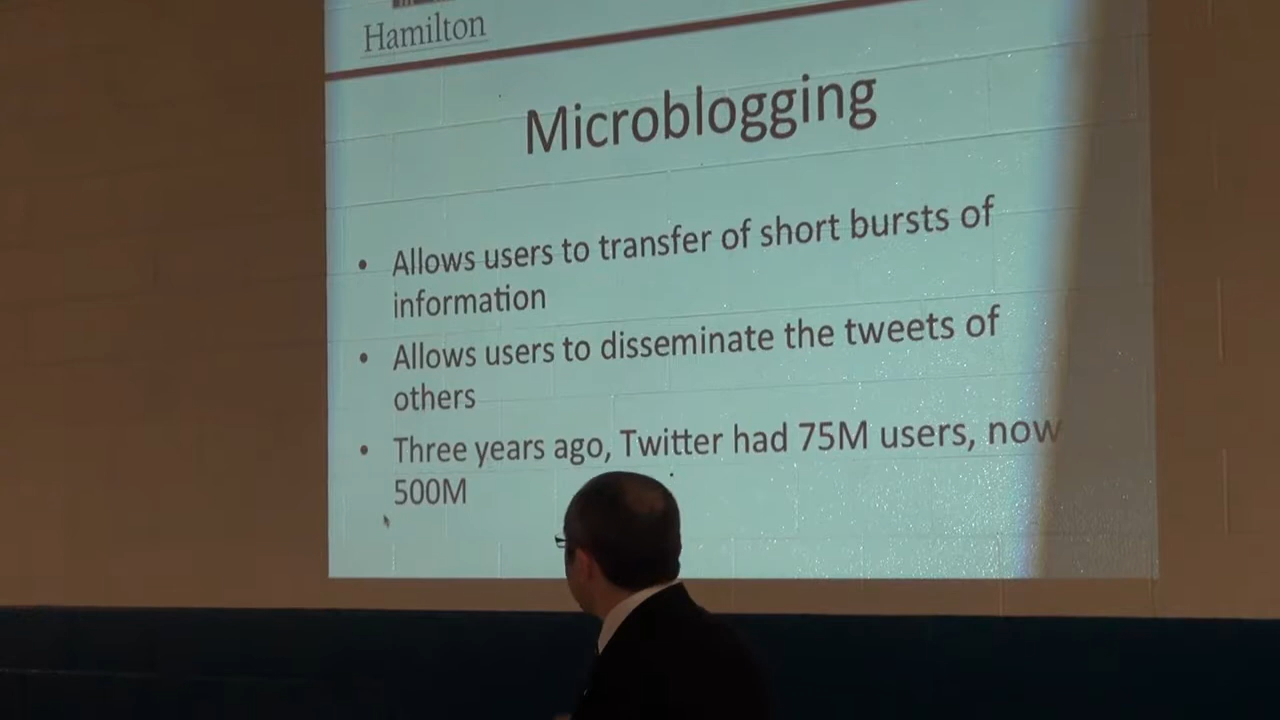 Hamilton
Microblogging
• Allows users to transfer of short bursts of
information
• Allows users to disseminate the tweets of
others
• Three years ago, Twitter had 75M users, now
500M